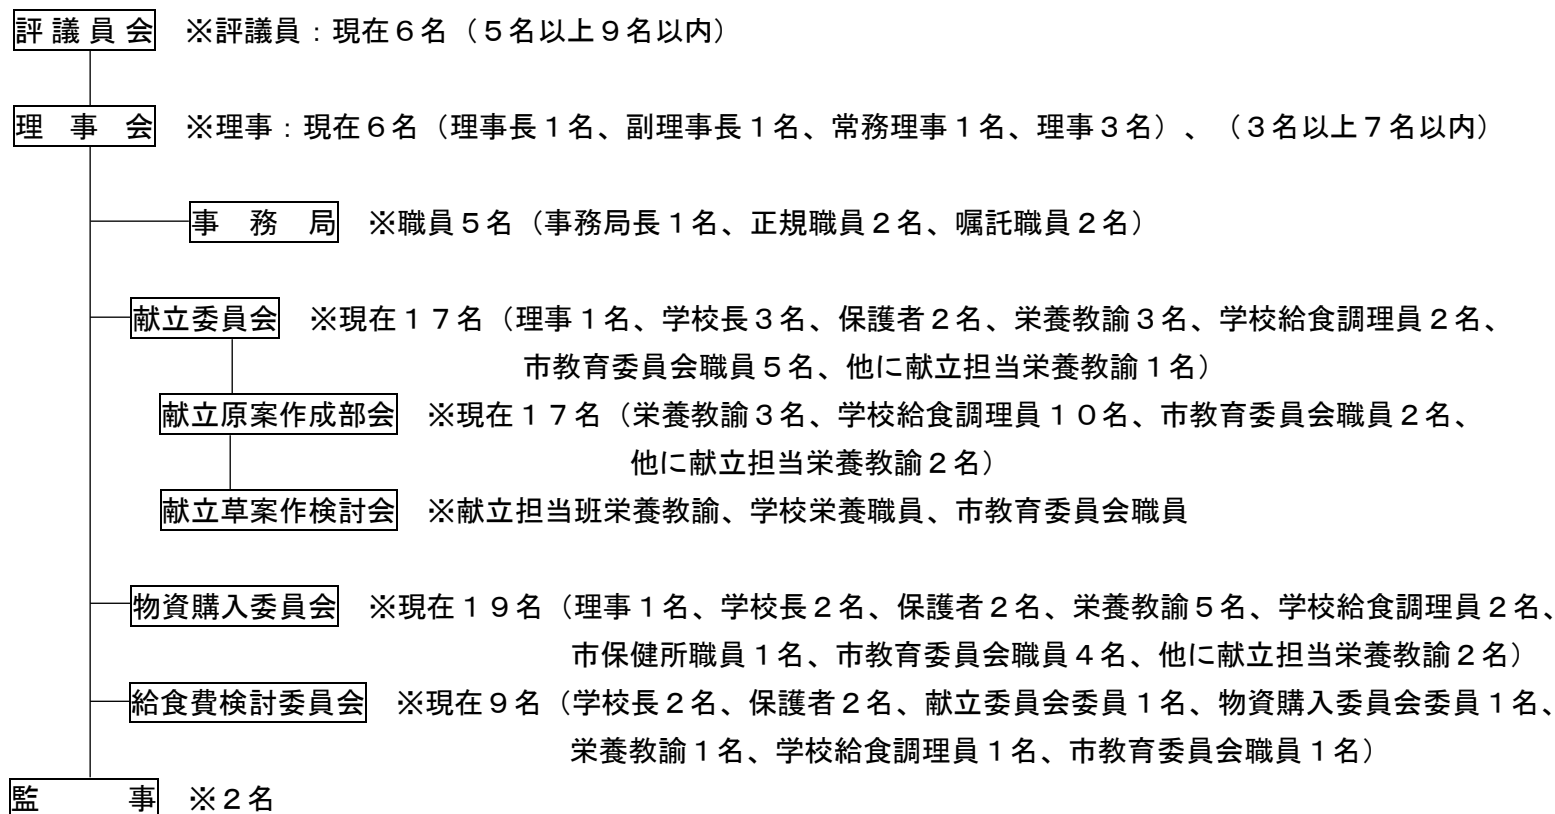 評議員会　※評議員：現在６名（５名以上９名以内）
理　事　会　※理事：現在６名（理事長１名、副理事長１名、常務理事１名、理事３名）、（３名以上７名以内）
事　務　局　※職員５名（事務局長１名、正規職員２名、嘱託職員２名）
献立委員会　※現在１７名（理事１名、学校長３名、保護者２名、栄養教諭３名、学校給食調理員２名、
市教育委員会職員５名、他に献立担当栄養教諭１名）
献立原案作成部会　※現在１７名（栄養教諭３名、学校給食調理員１０名、市教育委員会職員２名、
他に献立担当栄養教諭２名）
献立草案作検討会　※献立担当班栄養教諭、学校栄養職員、市教育委員会職員
物資購入委員会　※現在１９名（理事１名、学校長２名、保護者２名、栄養教諭５名、学校給食調理員２名、
市保健所職員１名、市教育委員会職員４名、他に献立担当栄養教諭２名）
給食費検討委員会　※現在９名（学校長２名、保護者２名、献立委員会委員１名、物資購入委員会委員１名、
栄養教諭１名、学校給食調理員１名、市教育委員会職員１名）
監　　　事　※２名